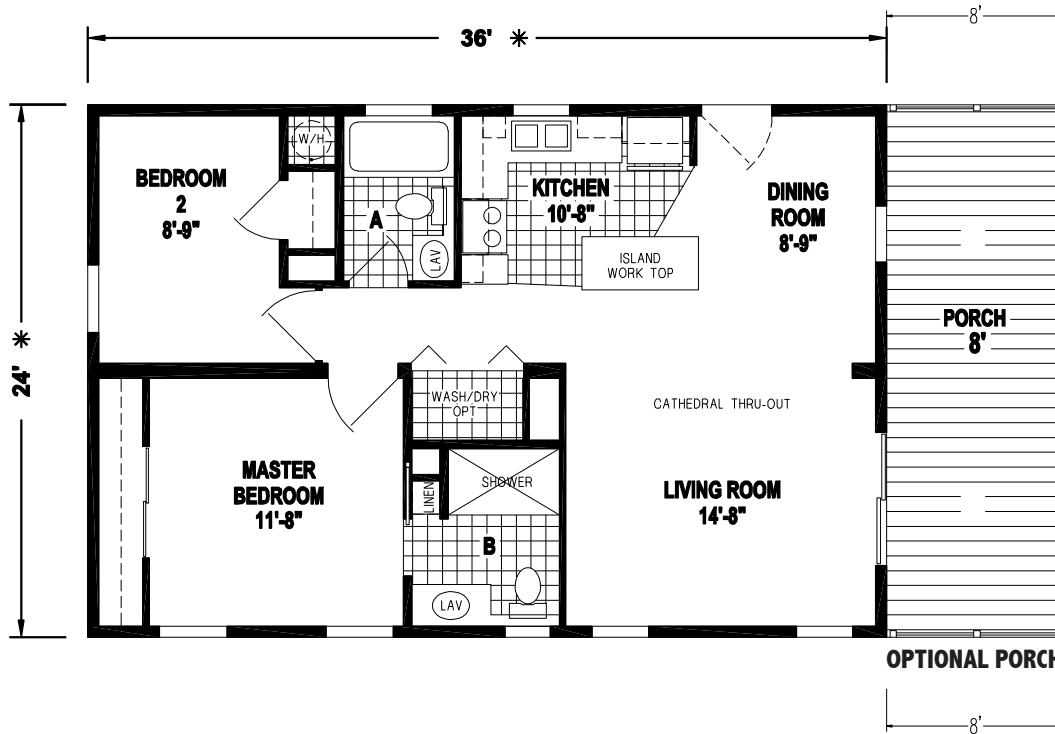 8'
36' ✳
W/H
BEDROOM
2
8'-9"
A
LAV
KITCHEN
10'-8"
DINING
ROOM
8'-9"
ISLAND
WORK TOP
24' ✳
PORCH
8'
WASH/DRY
OPT
CATHEDRAL THRU-OUT
MASTER
BEDROOM
11'-8"
LINEN
SHOWER
LIVING ROOM
14'-8"
B
LAV
OPTIONAL PORCH
8'